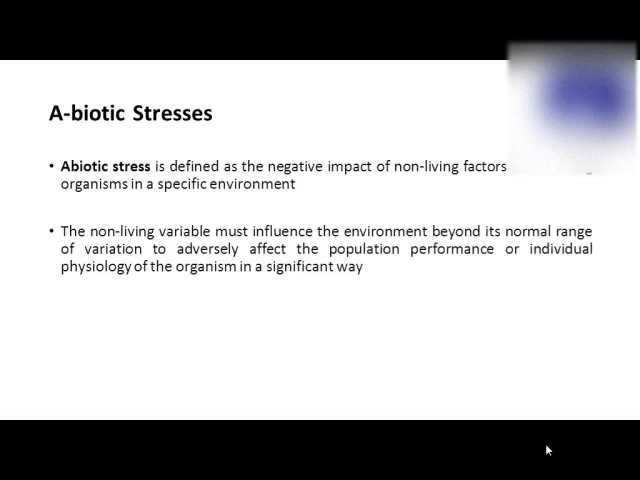 A-biotic Stresses
• Abiotic stress is defined as the negative impact of non-living factors
organisms in a specific environment
• The non-living variable must influence the environment beyond its normal range
of variation to adversely affect the population performance or individual
physiology of the organism in a significant way